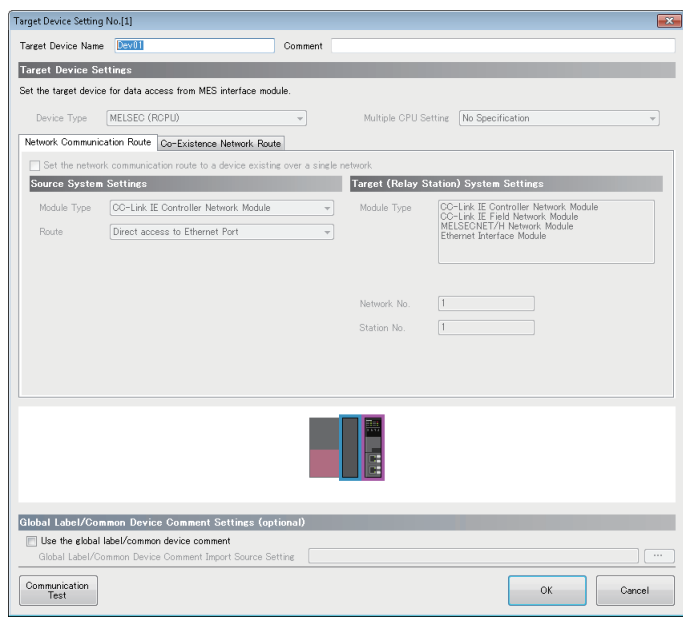 Target Device Setting No.[1]
Target Device Name Dev01 Comment
Target Device Settings
Set the target device for data access from MES interface module.
Device Type MELSEC (RCPU) Multiple CPU Setting No Specification
Network Communication Route Co-Existence Network Route
Set the network communication route to a device existing over a single network.
Source System Settings Target (Relay Station) System Settings
Module Type CC-Link IE Controller Network Module Module Type CC-Link IE Controller Network Module
CC-Link IE Field Network Module
MELSECNET/H Network Module
Ethernet Interface Module
Route Direct access to Ethernet Port
Network No. 1
Station No. 1
Global Label/Common Device Comment Settings (optional)
Use the global label/common device comment
Global Label/Common Device Comment Import Source Setting ...
Communication
Test
OK Cancel